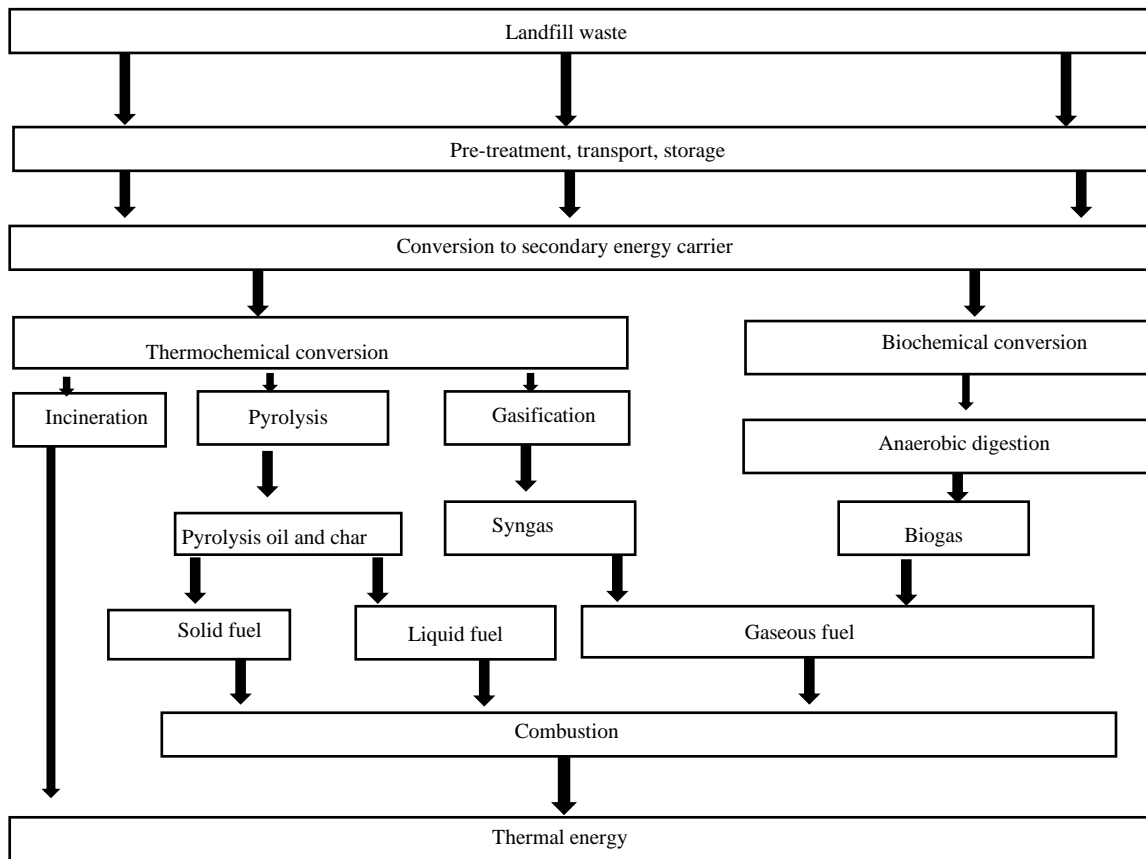 Landfill waste
Pre-treatment, transport, storage
Conversion to secondary energy carrier
Thermochemical conversion
Biochemical conversion
Incineration
Pyrolysis
Gasification
Anaerobic digestion
Pyrolysis oil and char
Syngas
Biogas
Solid fuel
Liquid fuel
Gaseous fuel
Combustion
Thermal energy